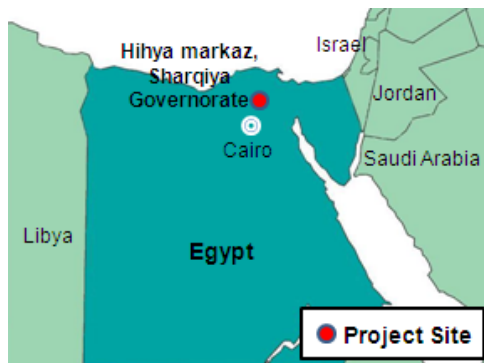 Hihya markaz,
Sharqiya
Governorate
Israel
Jordan
Cairo
Saudi Arabia
Libya
Egypt
Project Site